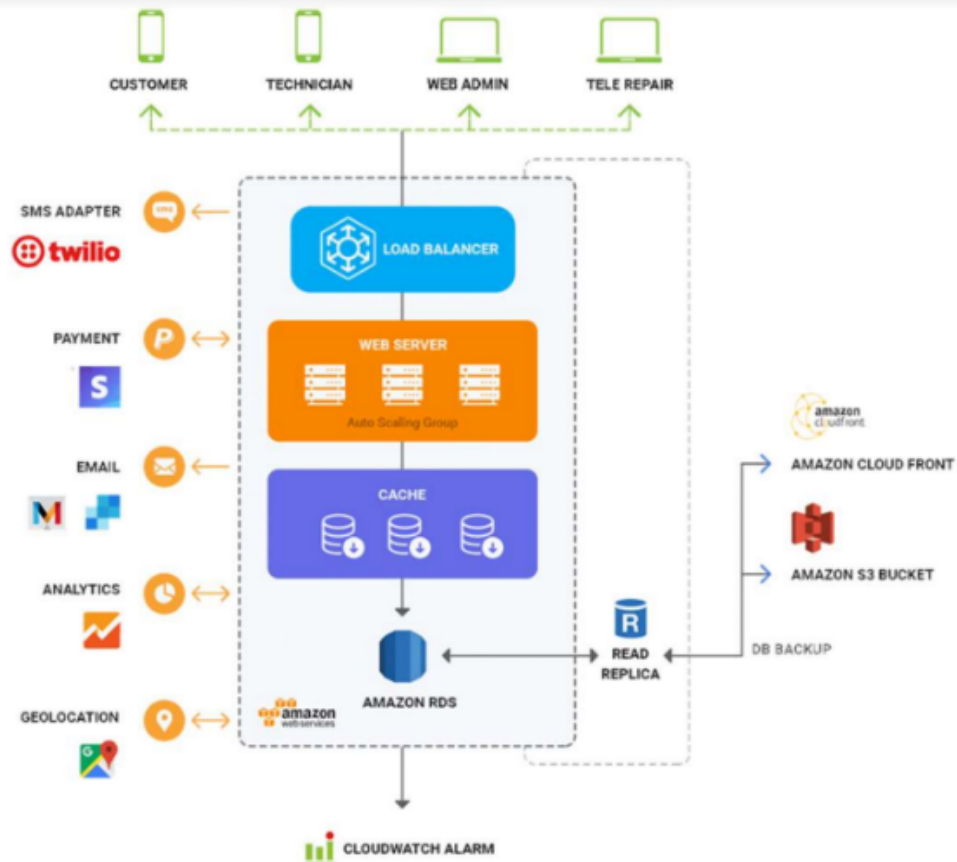 CUSTOMER
TECHNICIAN
WEB ADMIN
TELE REPAIR
SMS ADAPTER
SMS
twilio
LOAD BALANCER
PAYMENT
P
S
WEB SERVER
Auto Scaling Group
EMAIL
M
CACHE
amazon
cloudfront
AMAZON CLOUD FRONT
AMAZON S3 BUCKET
ANALYTICS
R
READ
REPLICA
DB BACKUP
AMAZON RDS
GEOLOCATION
G
amazon
webservices
CLOUDWATCH ALARM